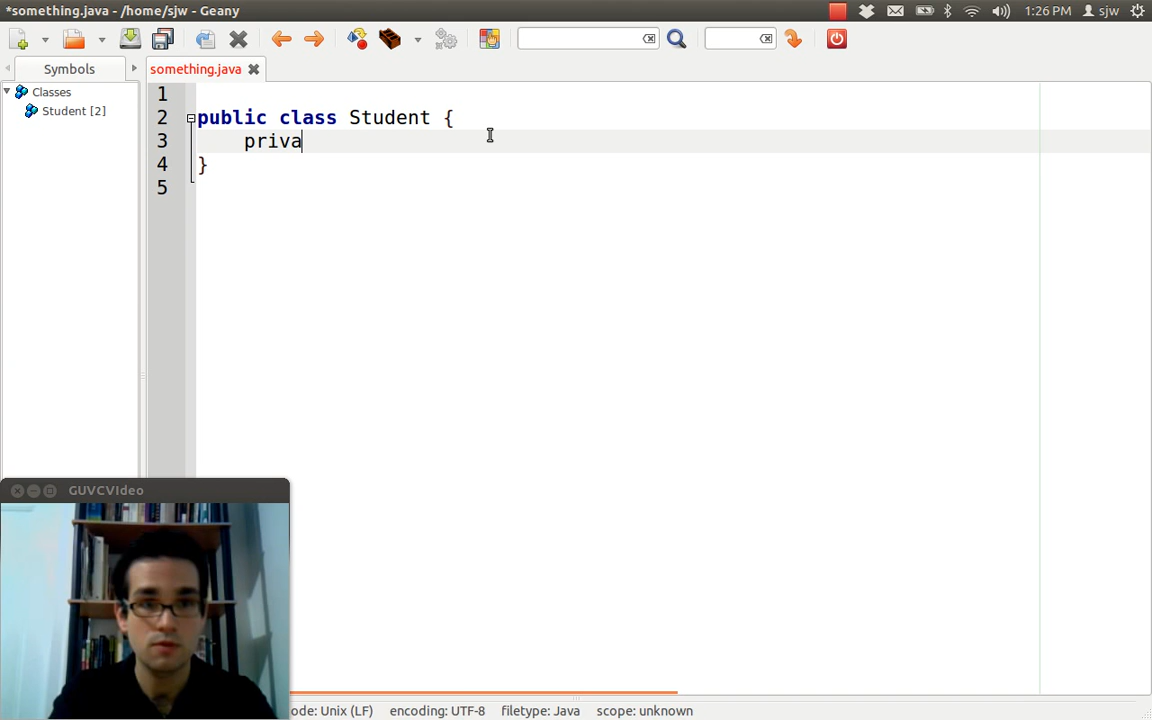 *something.java - /home/sjw - Geany
1:26 PM sjw
Symbols
something.java
Classes
Student [2]
1
2 public class Student {
3 priva
4 }
5
GUVCVIdeo
ode: Unix (LF) encoding: UTF-8 filetype: Java scope: unknown